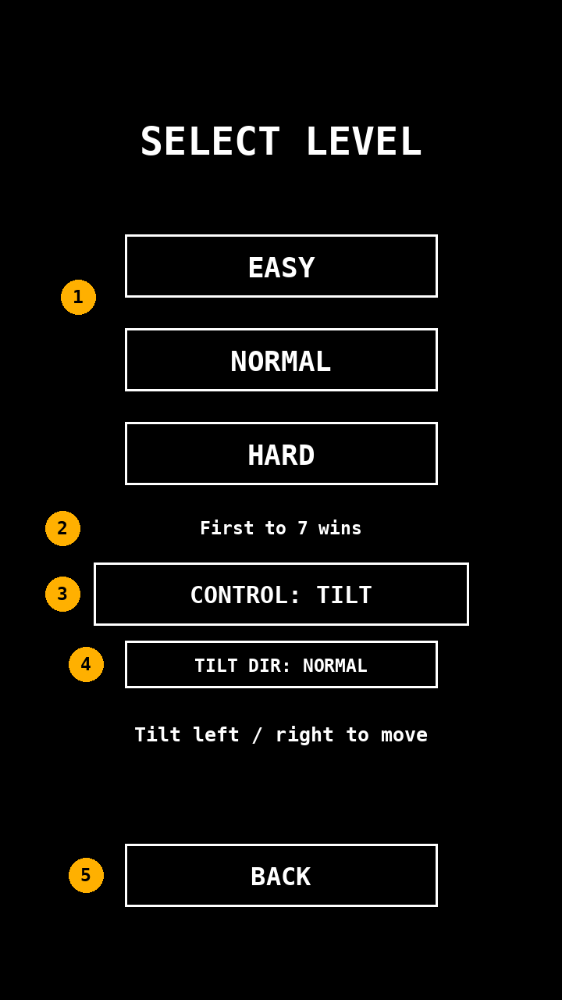 SELECT LEVEL
EASY
1
NORMAL
HARD
2 First to 7 wins
3 CONTROL: TILT
4 TILT DIR: NORMAL
Tilt left / right to move
5 BACK